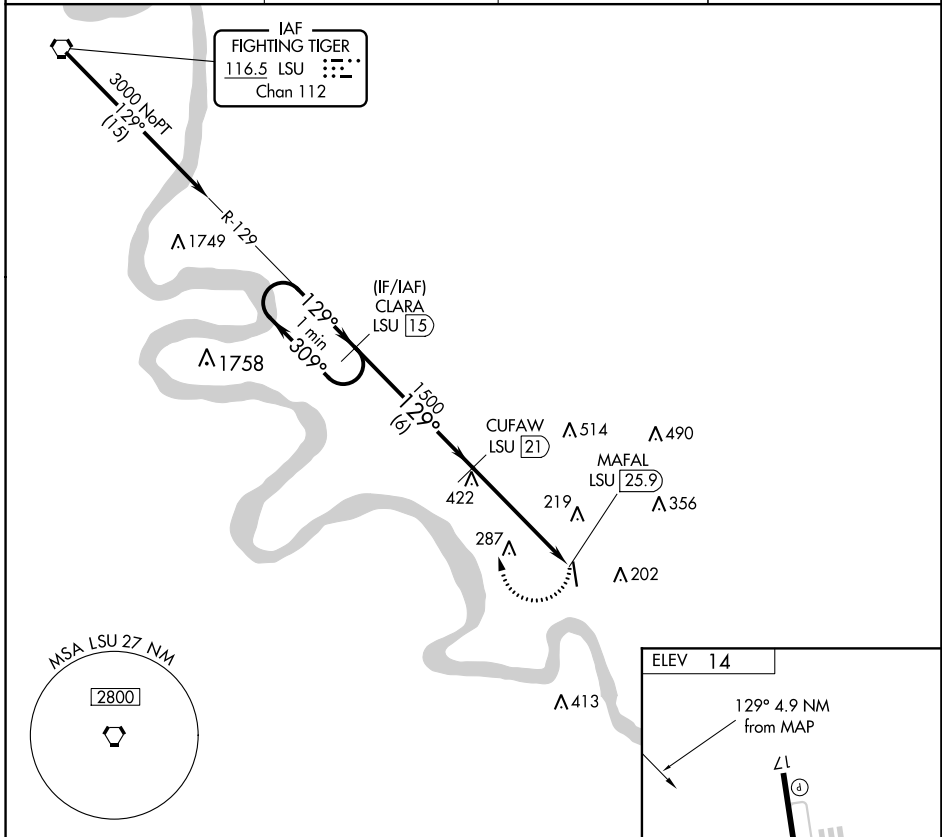 IAF
FIGHTING TIGER
116.5 LSU
Chan 112
3000 NoPT
129°
(15)
R-129
1749
(IF/IAF)
CLARA
LSU 15
129°
1 min
309°
1758
1500
129°
(6)
CUFAW
LSU 21
514
490
MAFAL
LSU 25.9
422
219
356
287
202
MSA LSU 27 NM
2800
413
ELEV 14
129° 4.9 NM
from MAP
17
P